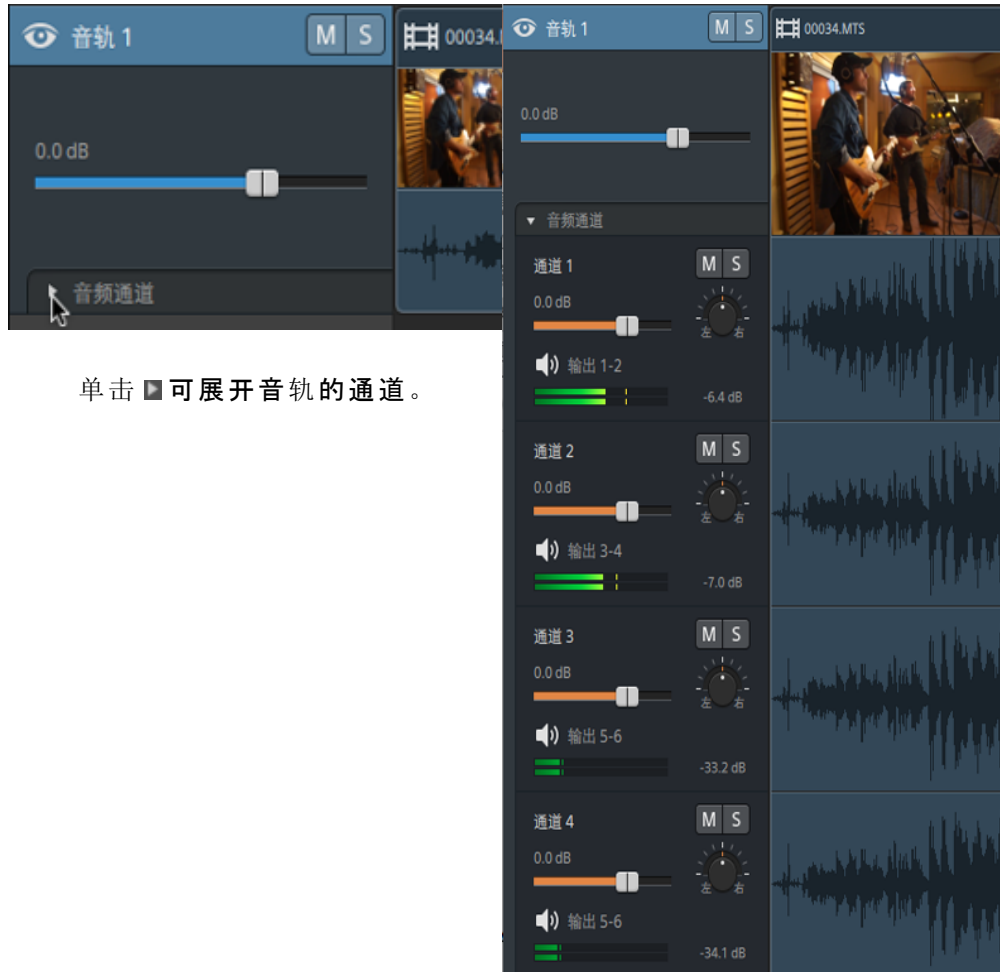 音轨 1 M S 00034.
0.0 dB
音频通道
单击 可展开音轨的通道。
音轨 1 M S 00034.MTS
0.0 dB
音频通道
通道 1 M S
0.0 dB
左 右
输出 1-2
-6.4 dB
通道 2 M S
0.0 dB
左 右
输出 3-4
-7.0 dB
通道 3 M S
0.0 dB
左 右
输出 5-6
-33.2 dB
通道 4 M S
0.0 dB
左 右
输出 5-6
-34.1 dB